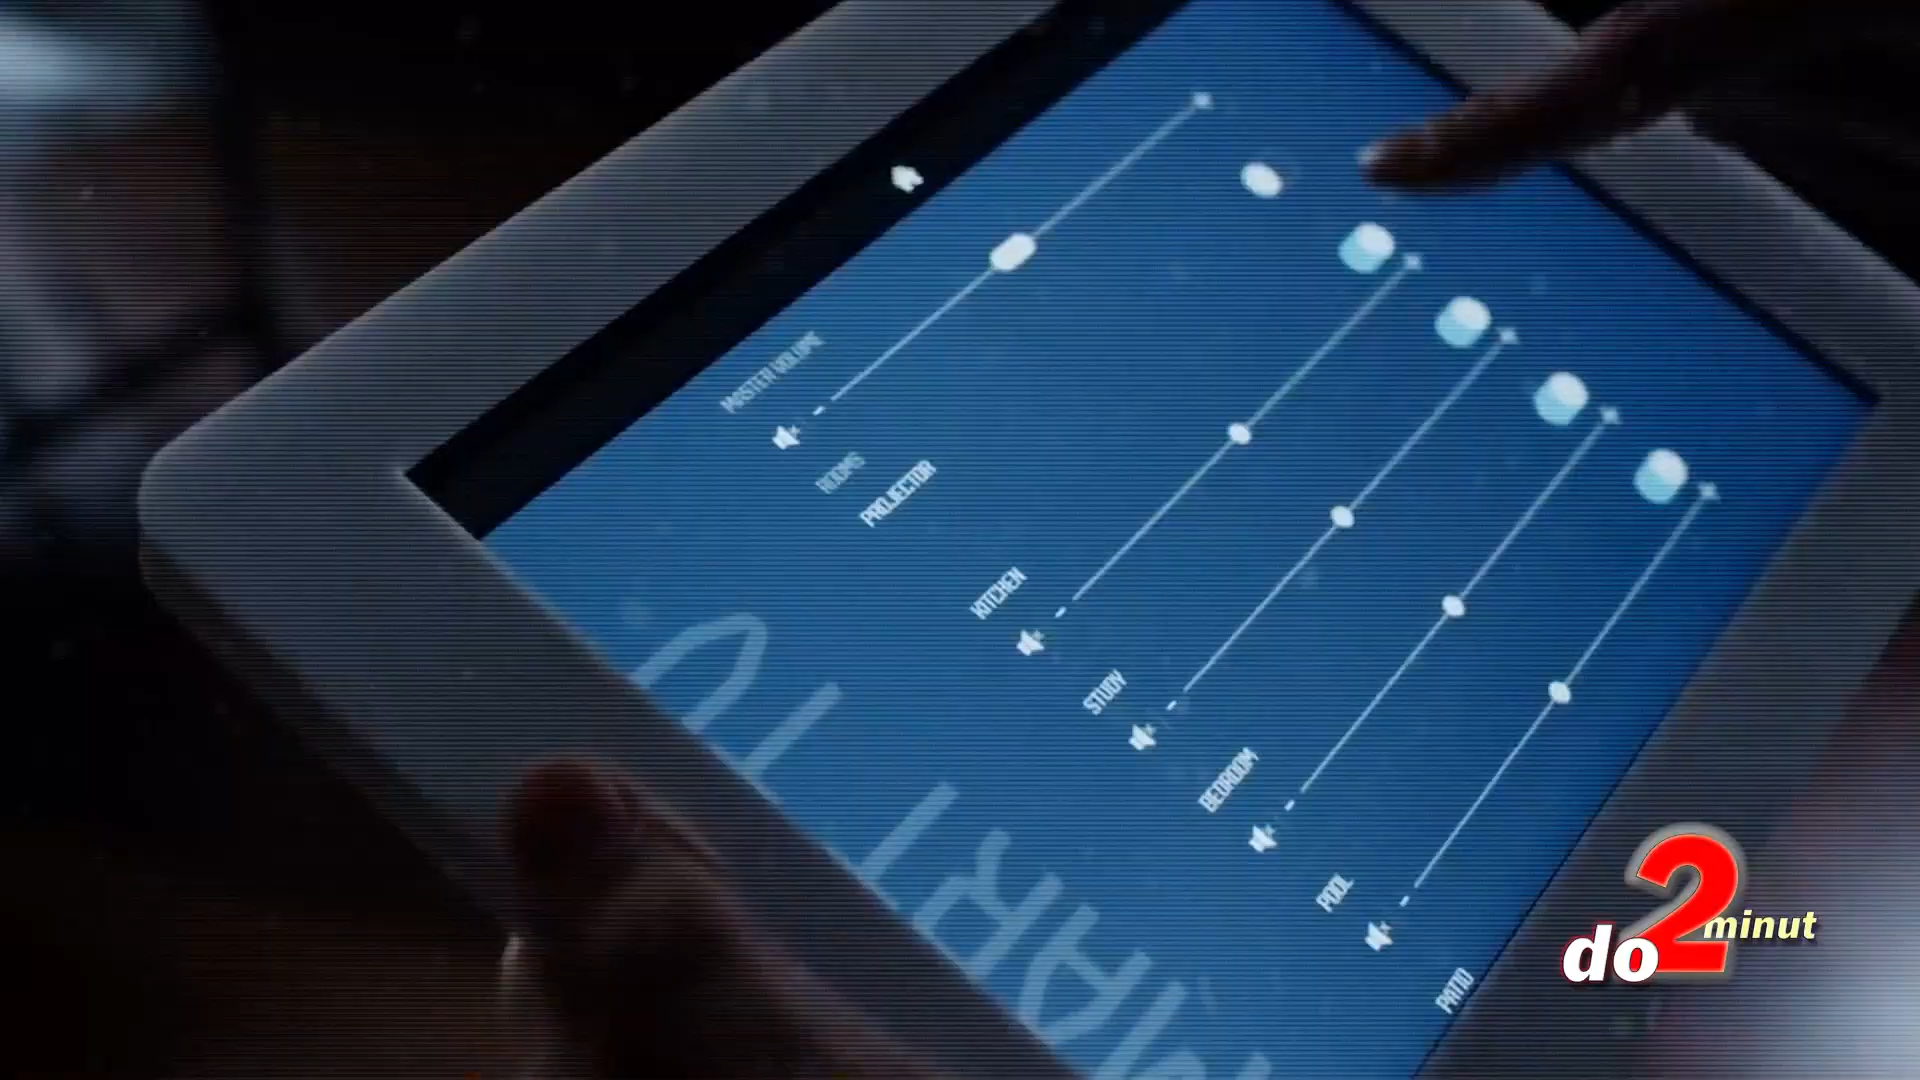 MASTER VOLUME
ROOMS
PROJECTOR
KITCHEN
STUDY
BEDROOM
POOL
PATIO
do 2 minut